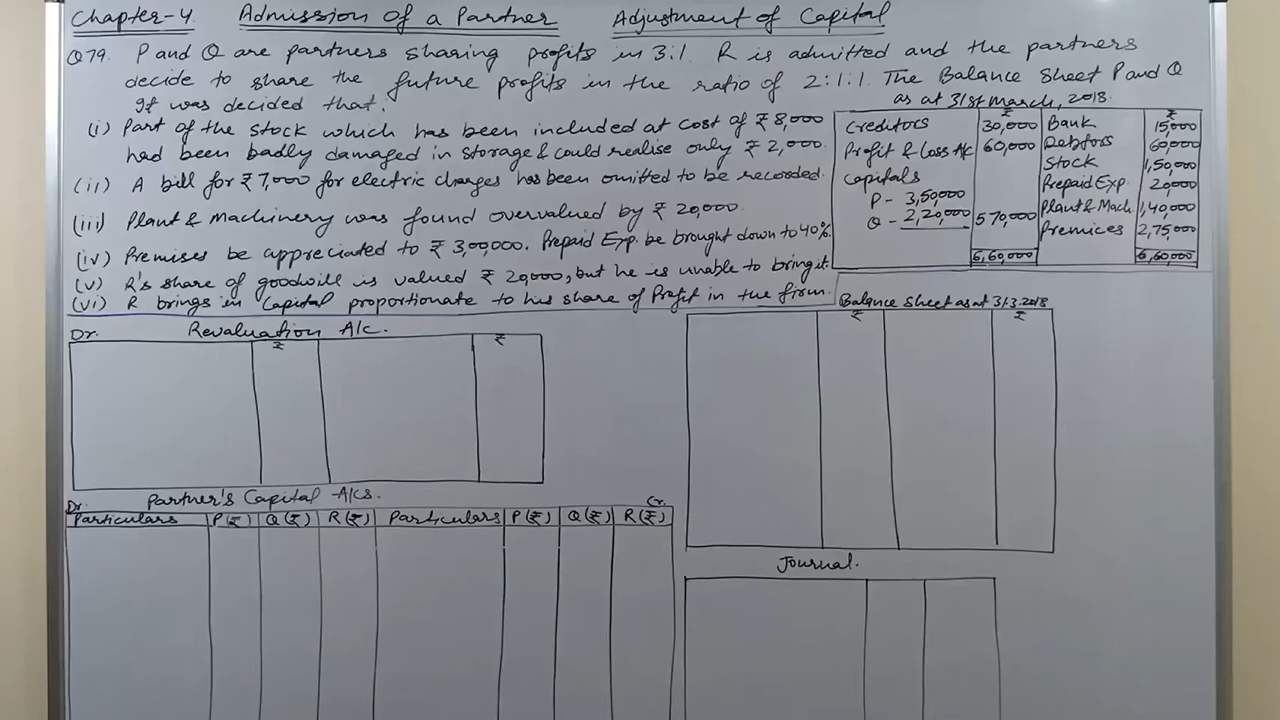 Chapter-4 Admission of a Partner Adjustment of Capital
Q79. P and Q are partners sharing profits in 3:1. R is admitted and the partners
decide to share the future profits in the ratio of 2:1:1. The Balance Sheet P and Q
It was decided that: as at 31st March, 2018.
(i) Part of the stock which has been included at cost of ₹ 8,000
had been badly damaged in storage & could realise only ₹ 2,000.
(ii) A bill for ₹ 7,000 for electric charges has been omitted to be recorded.
(iii) Plant & Machinery was found overvalued by ₹ 20,000.
(iv) Premises be appreciated to ₹ 3,00,000. Prepaid Exp. be brought down to 40%.
(v) R's share of goodwill is valued ₹ 20,000, but he is unable to bring it.
(vi) R brings in Capital proportionate to his share of Profit in the firm.
₹ ₹
Creditors 30,000 Bank 15,000
Profit & Loss A/c 60,000 Debtors 60,000
Capitals Stock 1,50,000
P - 3,50,000 Prepaid Exp. 20,000
Q - 2,20,000 5,70,000 Plant & Mach. 1,40,000
Premices 2,75,000
6,60,000 6,60,000
Dr. Revaluation A/c.
₹ ₹
Balance Sheet as at 31.3.2018
₹ ₹
Partner's Capital A/cs.
Dr. Cr.
Particulars P(₹) Q(₹) R(₹) Particulars P(₹) Q(₹) R(₹)
Journal.